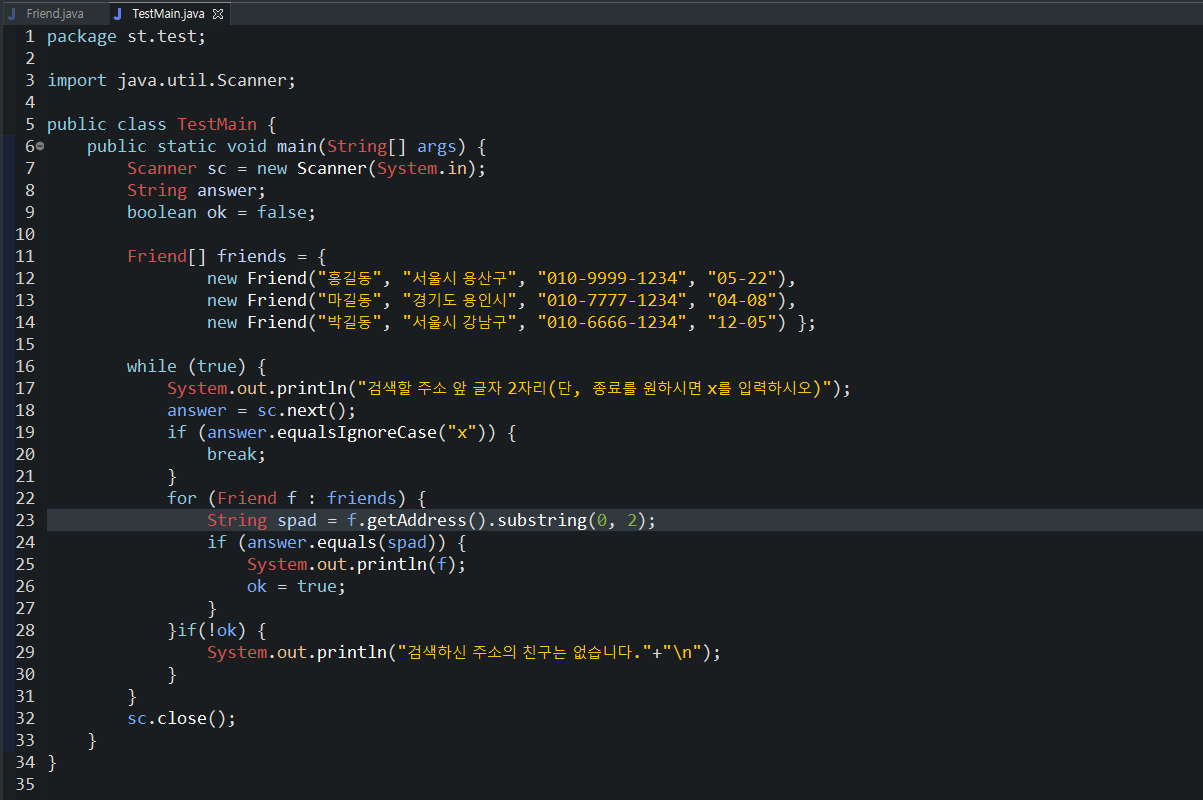 Friend.java TestMain.java
1 package st.test;
2
3 import java.util.Scanner;
4
5 public class TestMain {
6 public static void main(String[] args) {
7 Scanner sc = new Scanner(System.in);
8 String answer;
9 boolean ok = false;
10
11 Friend[] friends = {
12 new Friend("홍길동", "서울시 용산구", "010-9999-1234", "05-22"),
13 new Friend("마길동", "경기도 용인시", "010-7777-1234", "04-08"),
14 new Friend("박길동", "서울시 강남구", "010-6666-1234", "12-05") };
15
16 while (true) {
17 System.out.println("검색할 주소 앞 글자 2자리(단, 종료를 원하시면 x를 입력하시오)");
18 answer = sc.next();
19 if (answer.equalsIgnoreCase("x")) {
20 break;
21 }
22 for (Friend f : friends) {
23 String spad = f.getAddress().substring(0, 2);
24 if (answer.equals(spad)) {
25 System.out.println(f);
26 ok = true;
27 }
28 }if(!ok) {
29 System.out.println("검색하신 주소의 친구는 없습니다."+"\n");
30 }
31 }
32 sc.close();
33 }
34 }
35